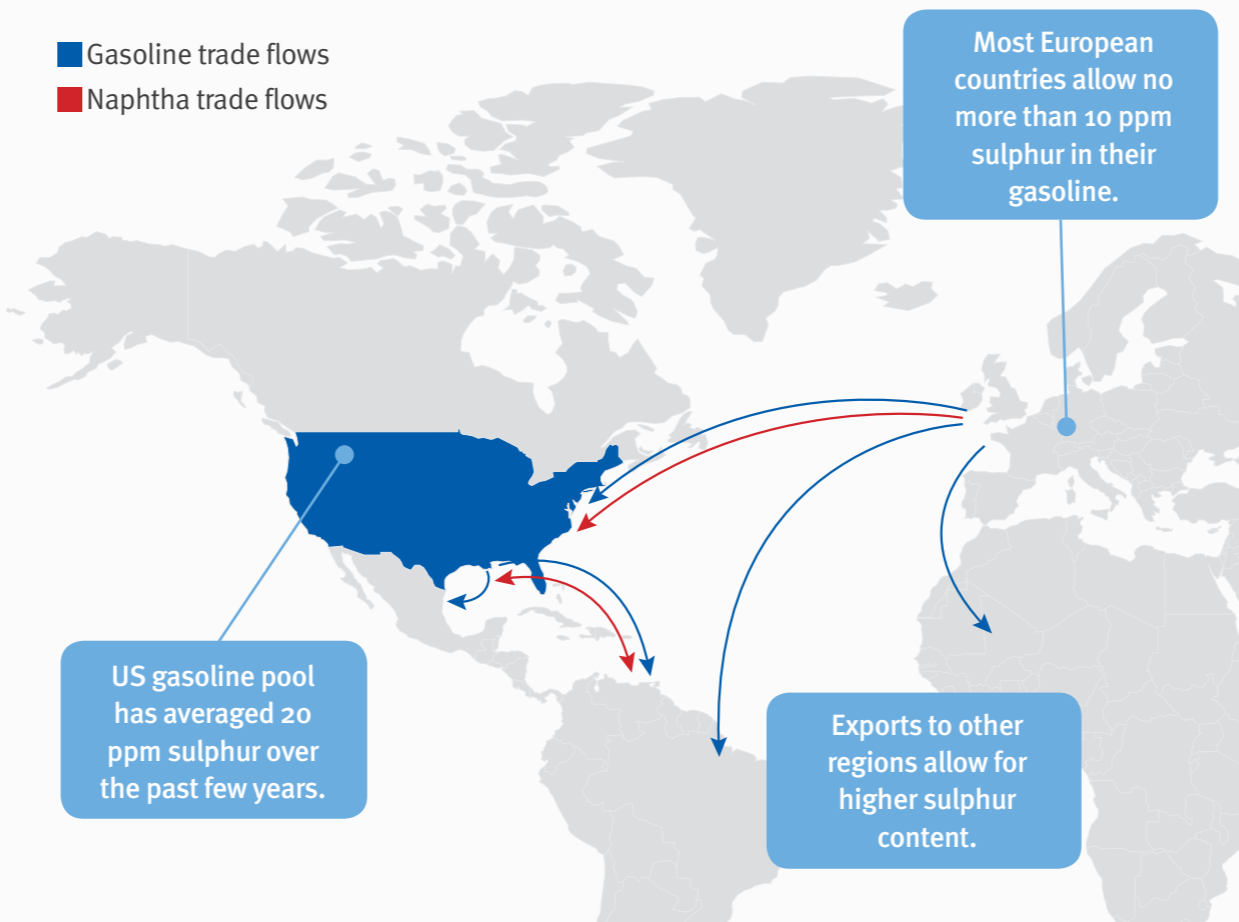 Gasoline trade flows
Naphtha trade flows
Most European
countries allow no
more than 10 ppm
sulphur in their
gasoline.
US gasoline pool
has averaged 20
ppm sulphur over
the past few years.
Exports to other
regions allow for
higher sulphur
content.